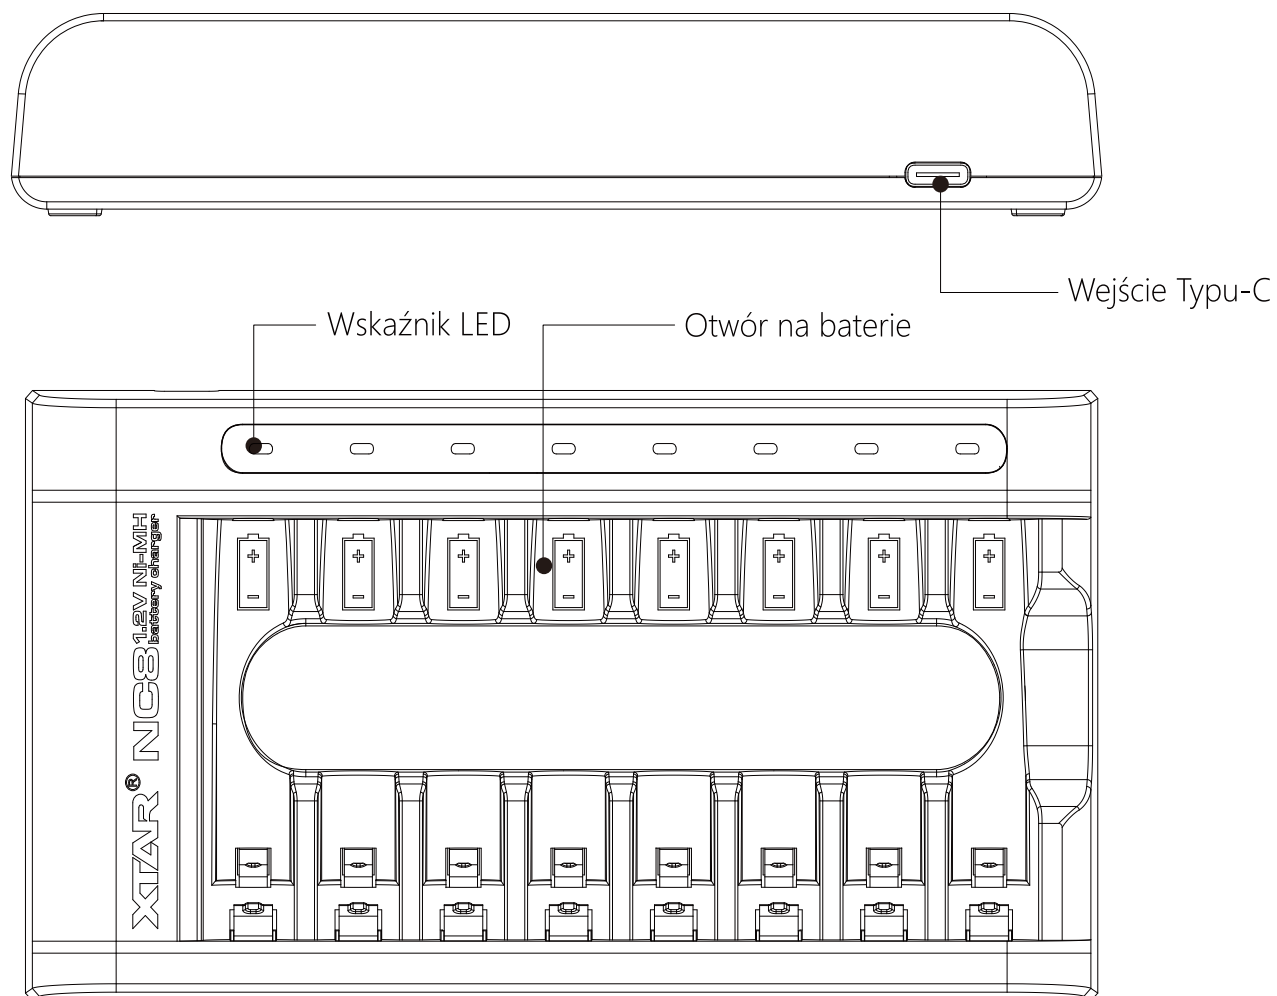 Wejście Typu-C
Wskaźnik LED
Otwór na baterie
XTAR® NC8 1.2V Ni-MH
battery charger